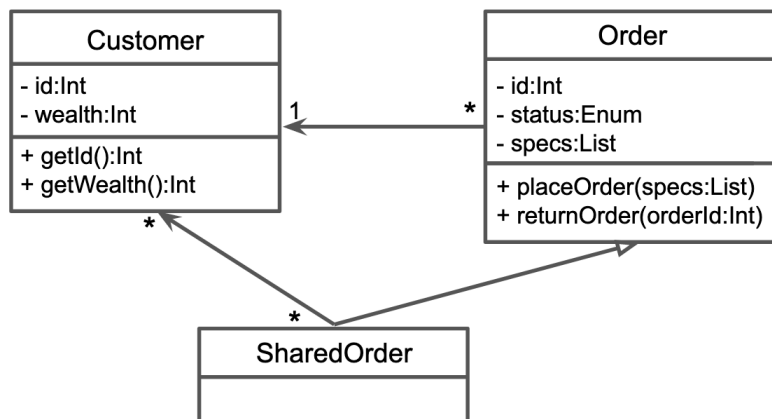 Customer
- id:Int
- wealth:Int
+ getId():Int
+ getWealth():Int
1
*
Order
- id:Int
- status:Enum
- specs:List
+ placeOrder(specs:List)
+ returnOrder(orderId:Int)
*
*
SharedOrder